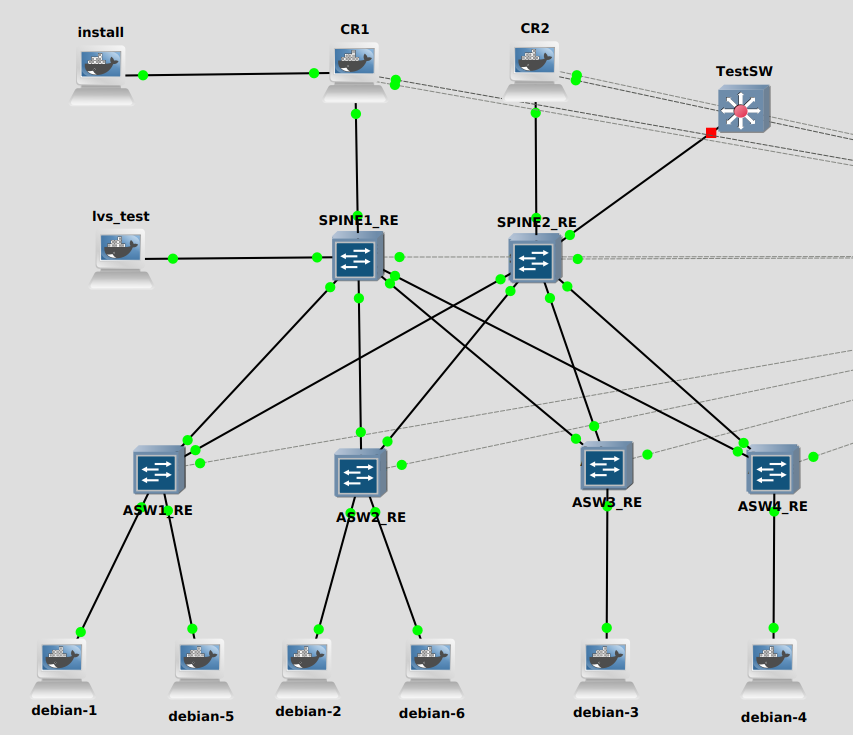 install
CR1
CR2
TestSW
lvs_test
SPINE1_RE
SPINE2_RE
ASW1_RE
ASW2_RE
ASW3_RE
ASW4_RE
debian-1
debian-5
debian-2
debian-6
debian-3
debian-4